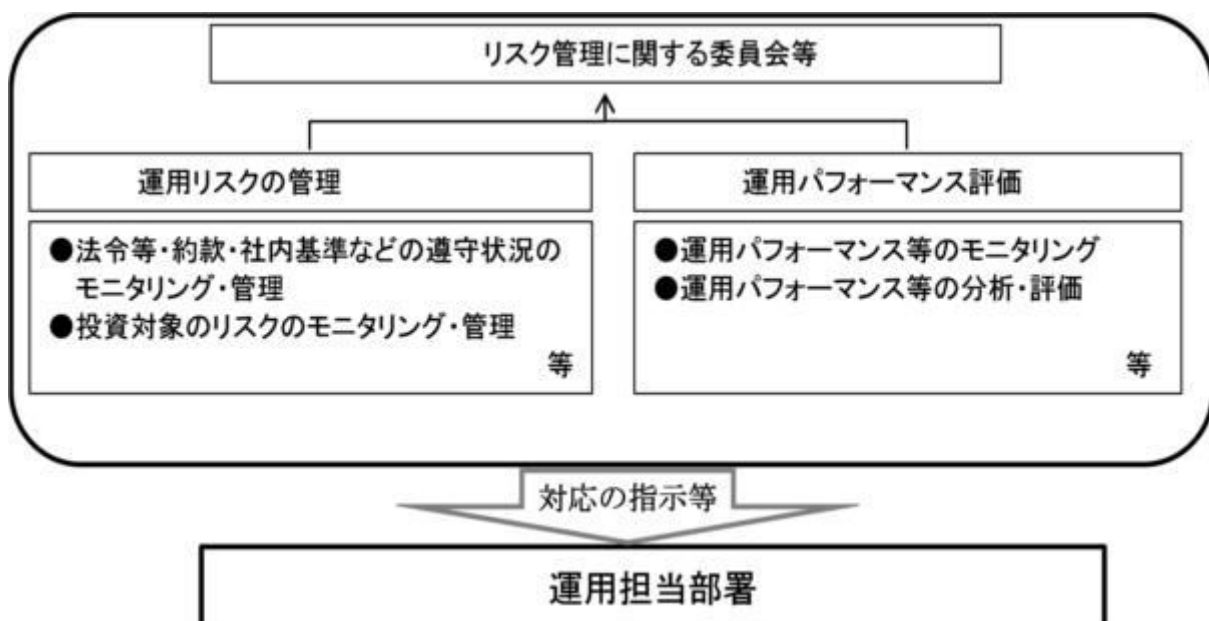 リスク管理に関する委員会等
運用リスクの管理
●法令等・約款・社内基準などの遵守状況の
モニタリング・管理
●投資対象のリスクのモニタリング・管理
等
運用パフォーマンス評価
●運用パフォーマンス等のモニタリング
●運用パフォーマンス等の分析・評価
等
対応の指示等
運用担当部署